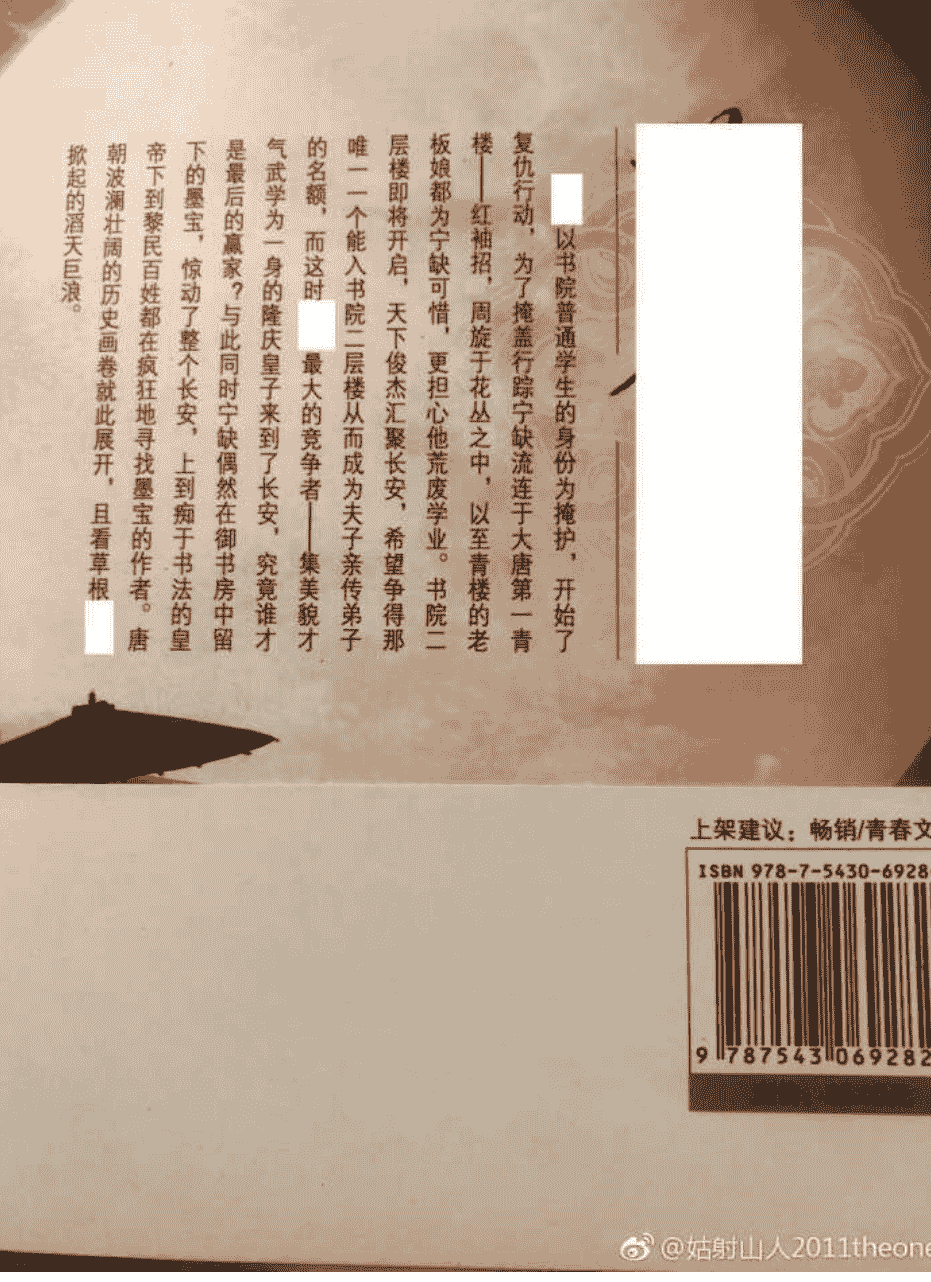 以书院普通学生的身份为掩护，开始了
复仇行动，为了掩盖行踪宁缺流连于大唐第一青
楼——红袖招，周旋于花丛之中，以至青楼的老
板娘都为宁缺可惜，更担心他荒废学业。书院二
层楼即将开启，天下俊杰汇聚长安，希望争得那
唯一一个能入书院二层楼从而成为夫子亲传弟子
的名额，而这时 最大的竞争者——集美貌才
气武学为一身的隆庆皇子来到了长安，究竟谁才
是最后的赢家？与此同时宁缺偶然在御书房中留
下的墨宝，惊动了整个长安，上到痴于书法的皇
帝下到黎民百姓都在疯狂地寻找墨宝的作者。唐
朝波澜壮阔的历史画卷就此展开，且看草根
掀起的滔天巨浪。
上架建议：畅销/青春文
ISBN 978-7-5430-6928-
9 787543 069282
@姑射山人2011theone